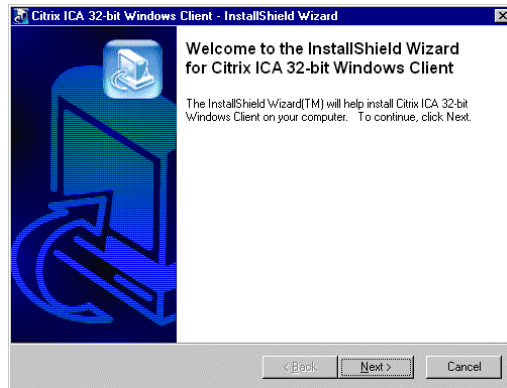 Citrix ICA 32-bit Windows Client - InstallShield Wizard
Welcome to the InstallShield Wizard
for Citrix ICA 32-bit Windows Client
The InstallShield Wizard(TM) will help install Citrix ICA 32-bit
Windows Client on your computer. To continue, click Next.
< Back
Next >
Cancel